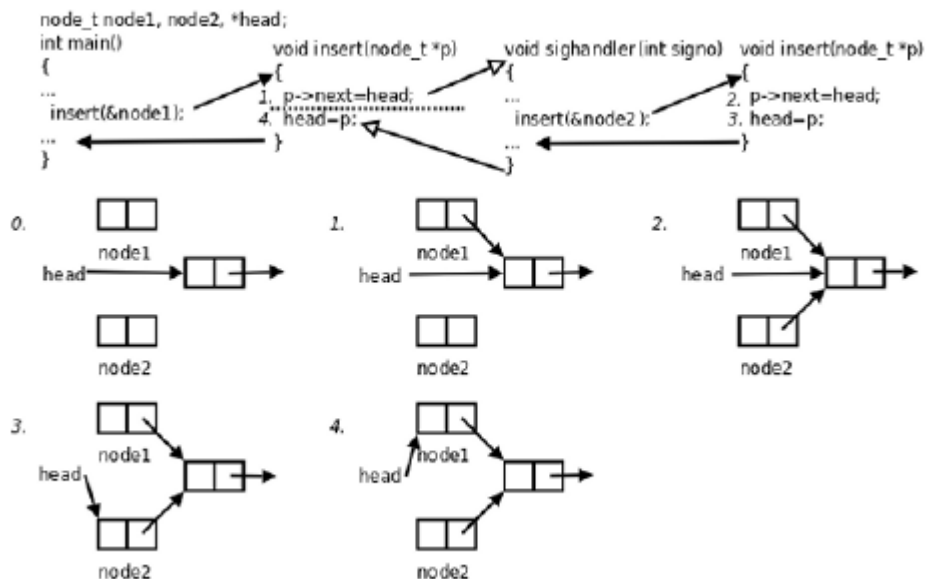 node_t node1, node2, *head;
int main()
{
...
insert(&node1);
...
}
void insert(node_t *p)
{
1. p->next=head;
4. head=p;
}
void sighandler(int signo)
{
...
insert(&node2);
...
}
void insert(node_t *p)
{
2. p->next=head;
3. head=p;
}
0.
node1
head
node2
1.
node1
head
node2
2.
node1
head
node2
3.
node1
head
node2
4.
node1
head
node2